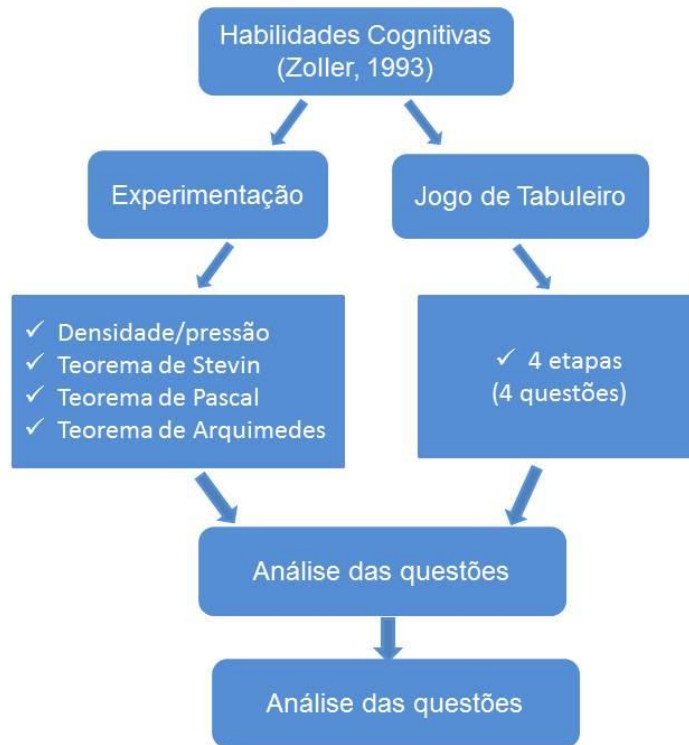 Habilidades Cognitivas
(Zoller, 1993)
Experimentação
Jogo de Tabuleiro
✓ Densidade/pressão
✓ Teorema de Stevin
✓ Teorema de Pascal
✓ Teorema de Arquimedes
✓ 4 etapas
(4 questões)
Análise das questões
Análise das questões